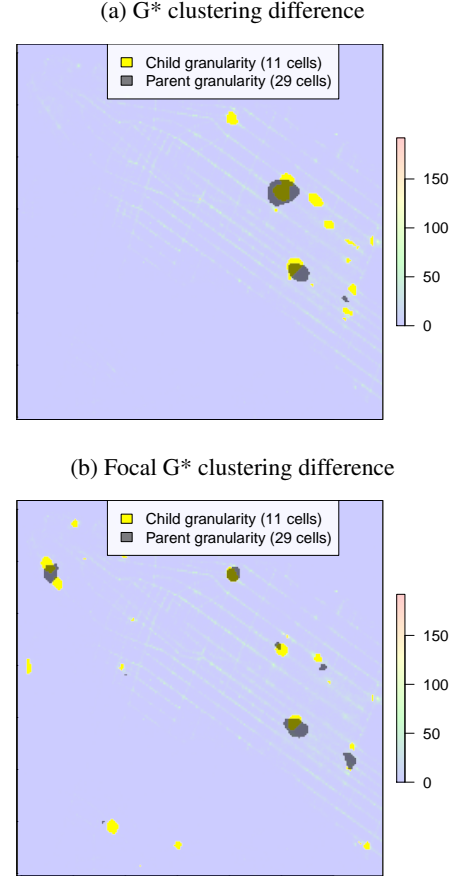 (a) G* clustering difference
Child granularity (11 cells)
Parent granularity (29 cells)
150
100
50
0
(b) Focal G* clustering difference
Child granularity (11 cells)
Parent granularity (29 cells)
150
100
50
0